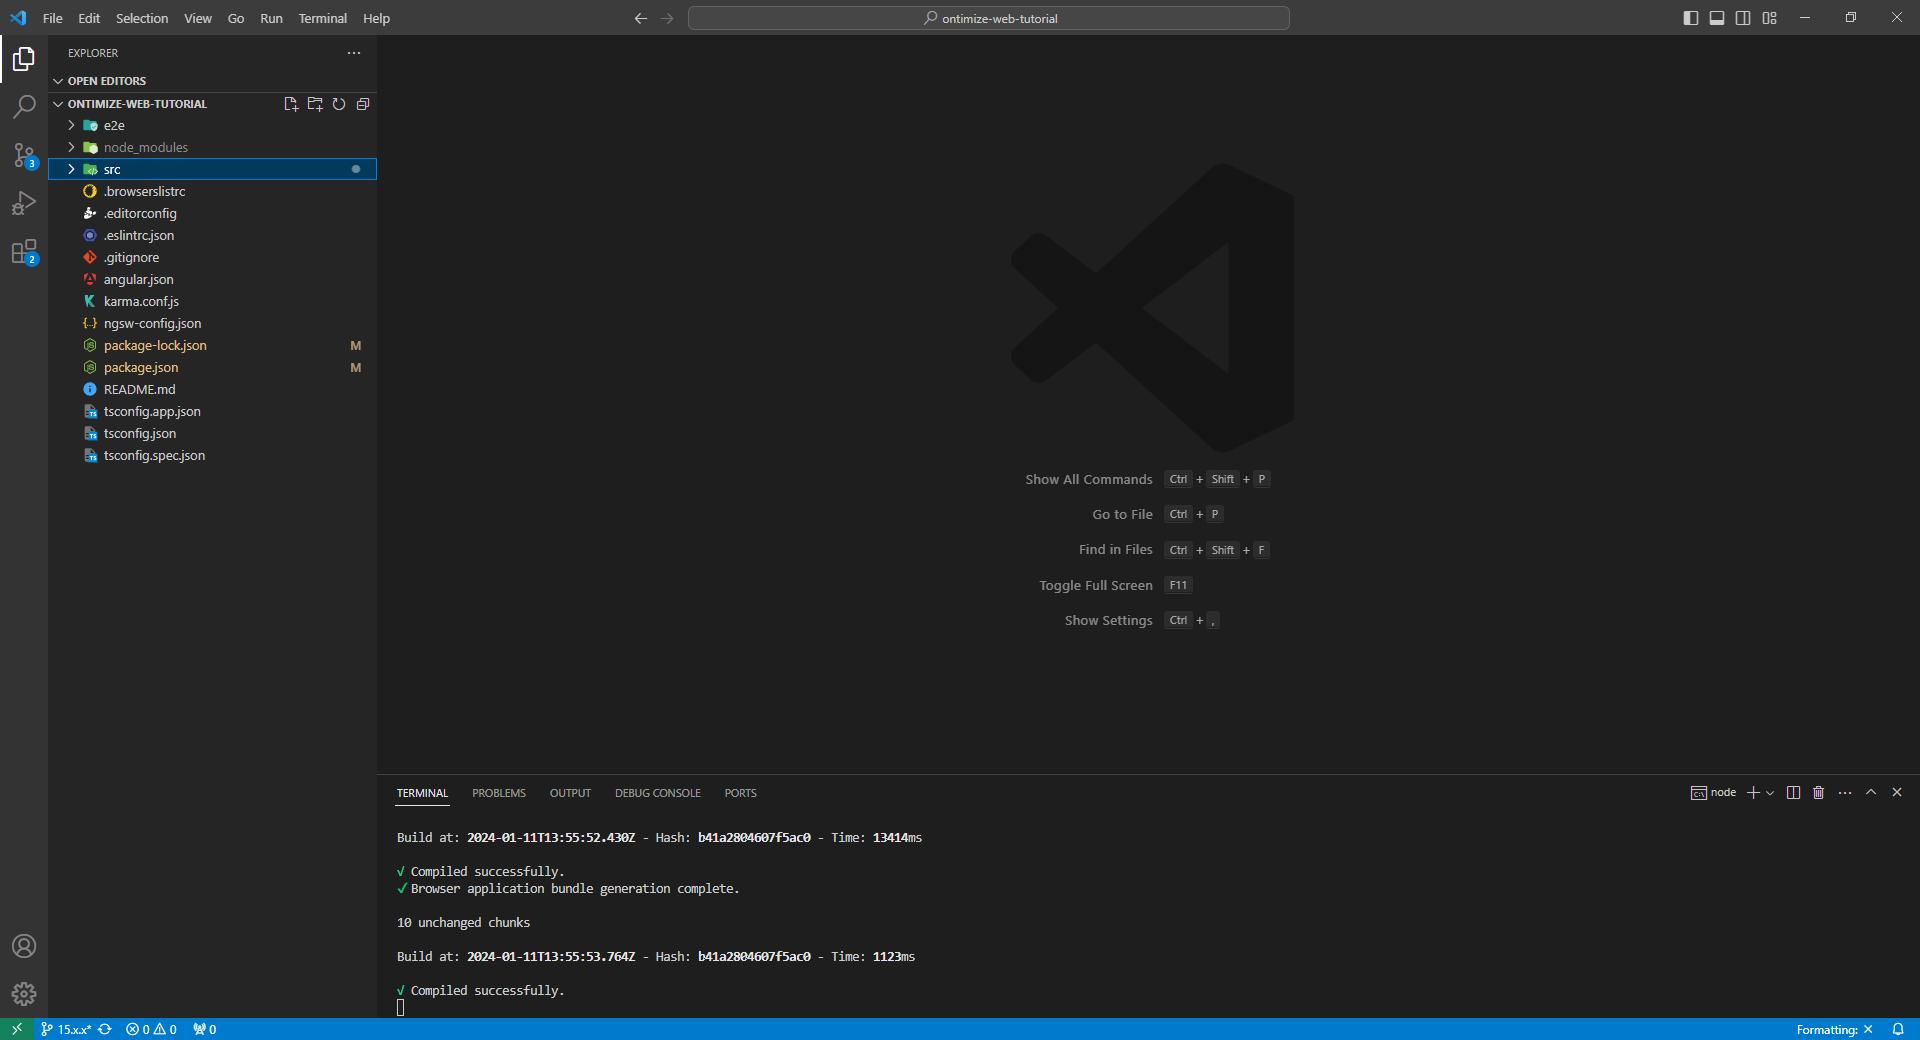 File Edit Selection View Go Run Terminal Help
ontimize-web-tutorial
EXPLORER
OPEN EDITORS
ONTIMIZE-WEB-TUTORIAL
e2e
node_modules
src
.browserslistrc
.editorconfig
.eslintrc.json
.gitignore
angular.json
karma.conf.js
ngsw-config.json
package-lock.json M
package.json M
README.md
tsconfig.app.json
tsconfig.json
tsconfig.spec.json
3
2
Show All Commands Ctrl + Shift + P
Go to File Ctrl + P
Find in Files Ctrl + Shift + F
Toggle Full Screen F11
Show Settings Ctrl + ,
TERMINAL PROBLEMS OUTPUT DEBUG CONSOLE PORTS
node
Build at: 2024-01-11T13:55:52.430Z - Hash: b41a2804607f5ac0 - Time: 13414ms
√ Compiled successfully.
✔ Browser application bundle generation complete.
10 unchanged chunks
Build at: 2024-01-11T13:55:53.764Z - Hash: b41a2804607f5ac0 - Time: 1123ms
√ Compiled successfully.
15.x.x* 0 0 0
Formatting: ✕